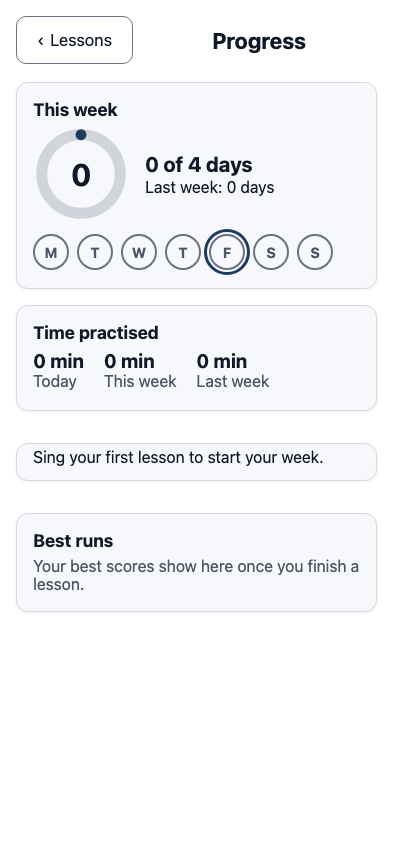 ‹ Lessons
Progress
This week
0
0 of 4 days
Last week: 0 days
M T W T F S S
Time practised
0 min 0 min 0 min
Today This week Last week
Sing your first lesson to start your week.
Best runs
Your best scores show here once you finish a
lesson.